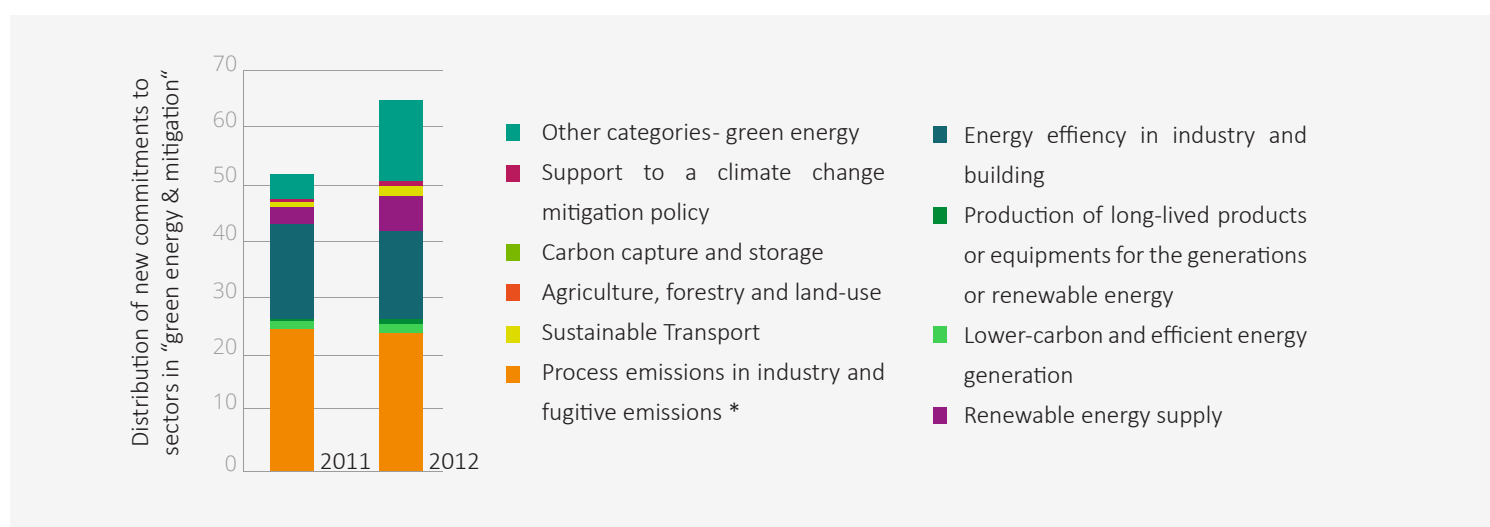 Distribution of new commitments to
sectors in “green energy & mitigation“
70
60
50
40
30
20
10
0
2011
2012
Other categories- green energy
Support to a climate change
mitigation policy
Carbon capture and storage
Agriculture, forestry and land-use
Sustainable Transport
Process emissions in industry and
fugitive emissions *
Energy effiency in industry and
building
Production of long-lived products
or equipments for the generations
or renewable energy
Lower-carbon and efficient energy
generation
Renewable energy supply